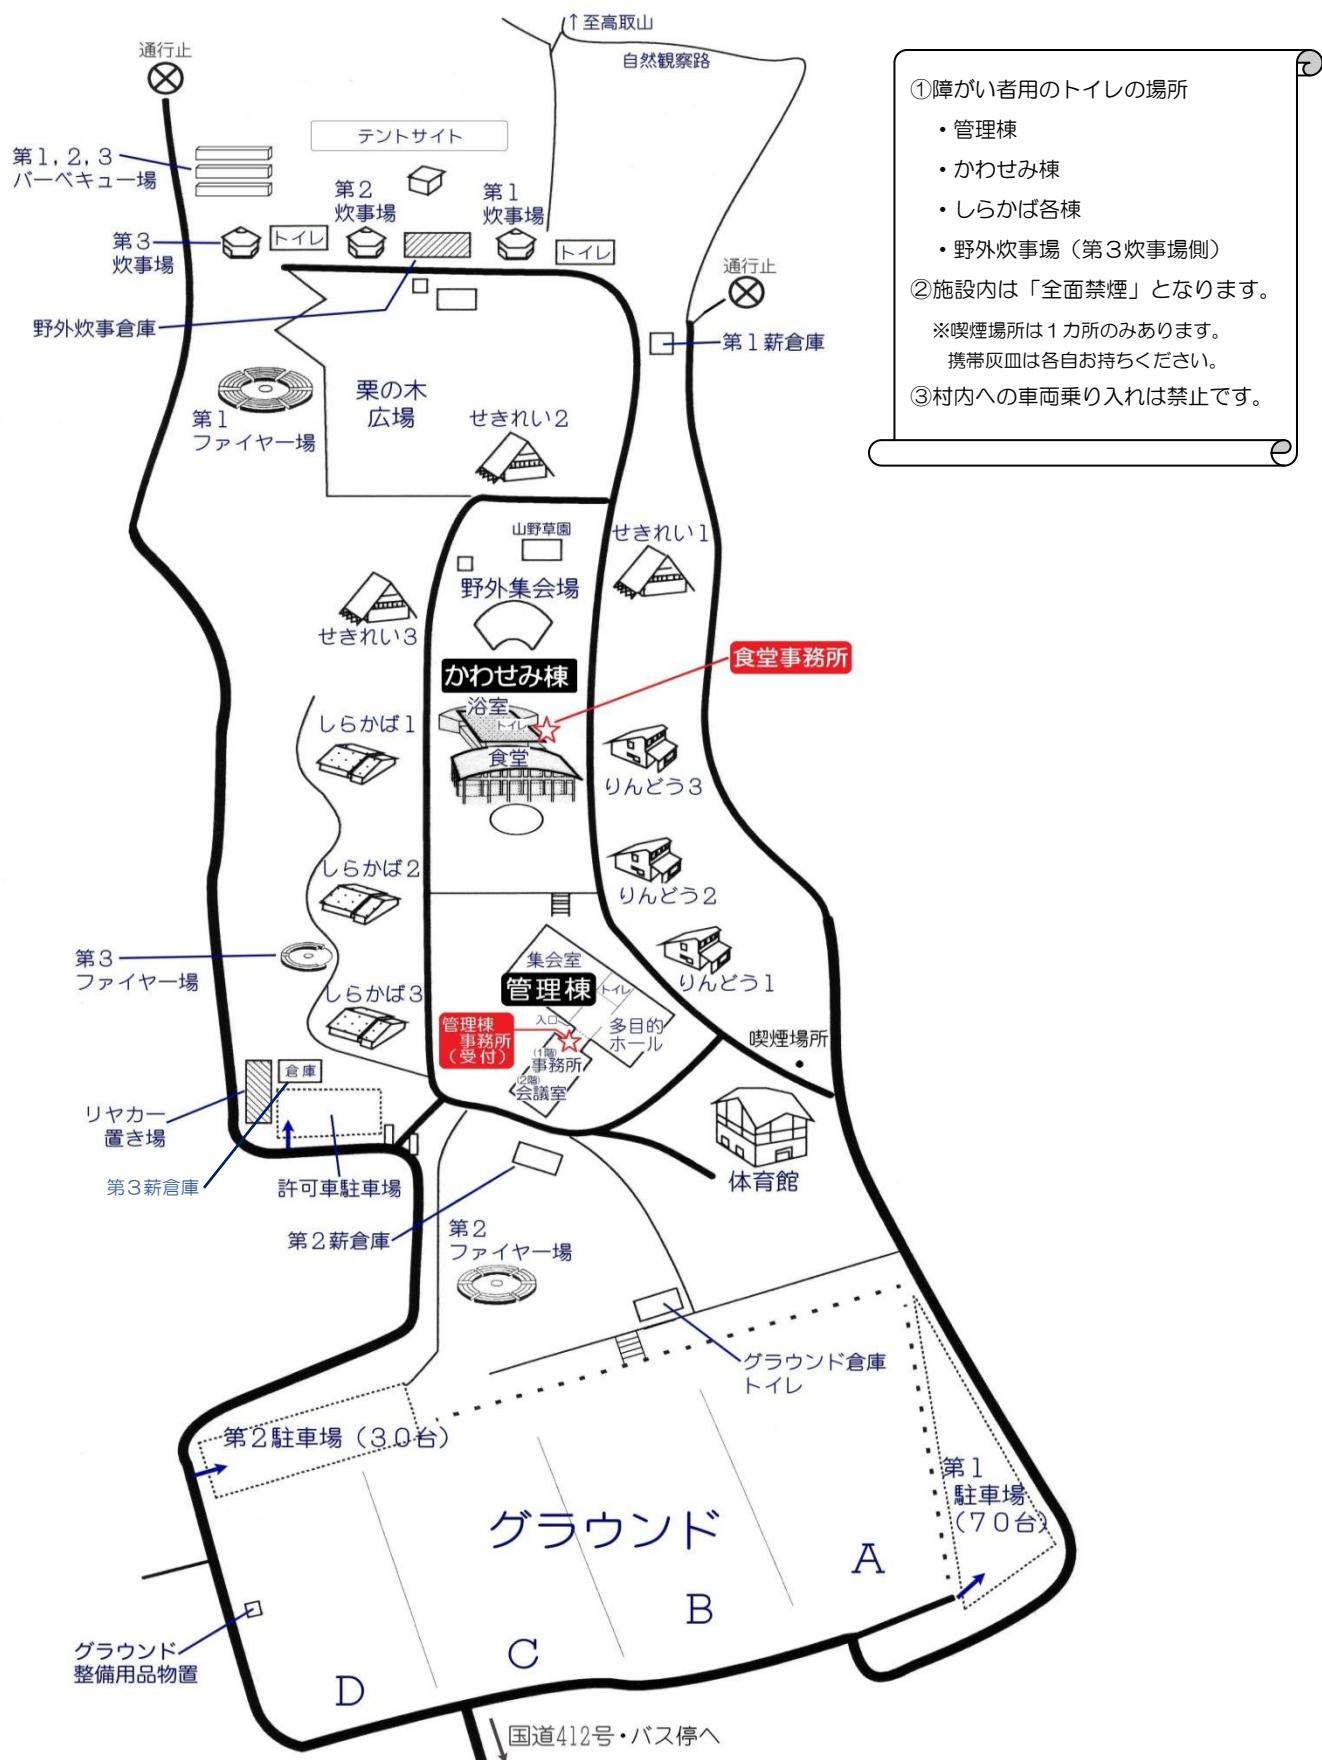 ↑至高取山
自然観察路
通行止
テントサイト
第1,2,3
バーベキュー場
第2
炊事場
第1
炊事場
第3
炊事場
トイレ
トイレ
通行止
野外炊事倉庫
第1薪倉庫
第1
ファイヤー場
栗の木
広場
せきれい2
山野草園
せきれい1
野外集会場
せきれい3
かわせみ棟
食堂事務所
浴室
トイレ
食堂
しらかば1
りんどう3
しらかば2
りんどう2
第3
ファイヤー場
集会室
管理棟
トイレ
りんどう1
しらかば3
入口
管理棟
事務所
(受付)
多目的
ホール
(1階)
事務所
(2階)
会議室
喫煙場所
倉庫
リヤカー
置き場
第3薪倉庫
許可車駐車場
体育館
第2薪倉庫
第2
ファイヤー場
グラウンド倉庫
トイレ
第2駐車場(30台)
第1
駐車場
(70台)
グラウンド
A
B
C
D
グラウンド
整備用品物置
国道412号・バス停へ
①障がい者用のトイレの場所
・管理棟
・かわせみ棟
・しらかば各棟
・野外炊事場(第3炊事場側)
②施設内は「全面禁煙」となります。
※喫煙場所は1カ所のみあります。
携帯灰皿は各自お持ちください。
③村内への車両乗り入れは禁止です。